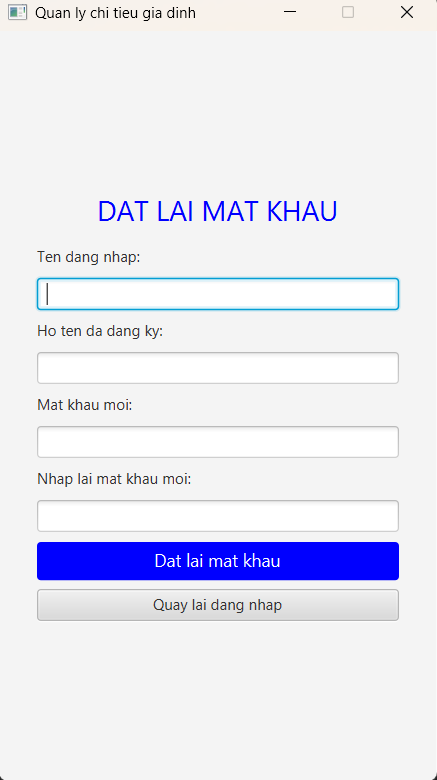 Quan ly chi tieu gia dinh
DAT LAI MAT KHAU
Ten dang nhap:
Ho ten da dang ky:
Mat khau moi:
Nhap lai mat khau moi:
Dat lai mat khau
Quay lai dang nhap